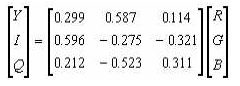 [Y] = [0.299 0.587 0.114] [R]
[I] = [0.596 - 0.275 - 0.321] [G]
[Q] = [0.212 - 0.523 0.311] [B]